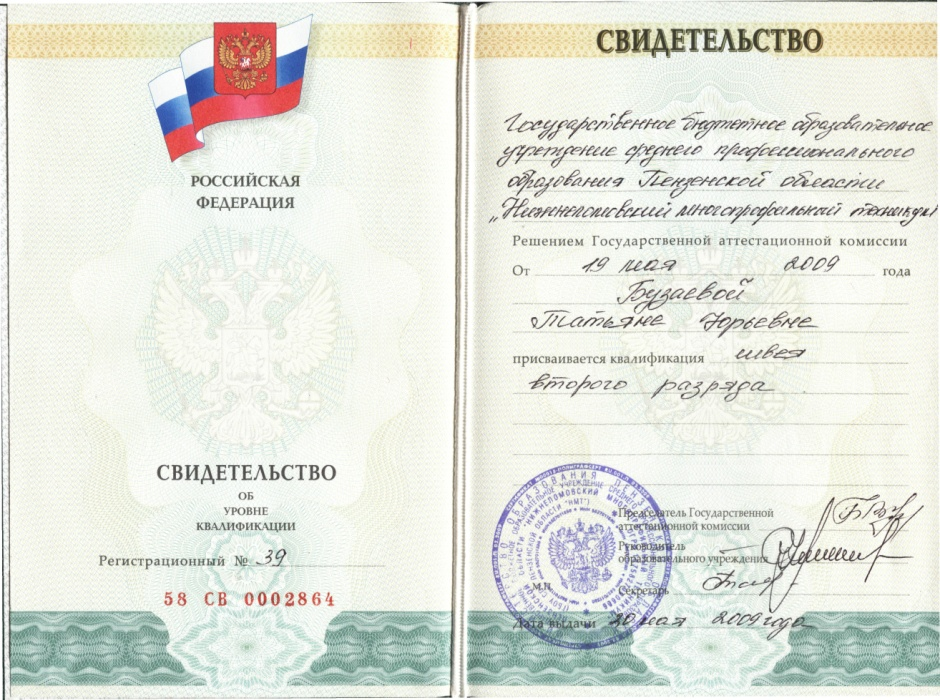 РОССИЙСКАЯ
ФЕДЕРАЦИЯ
СВИДЕТЕЛЬСТВО
ОБ
УРОВНЕ
КВАЛИФИКАЦИИ
Регистрационный № 39
58 СВ 0002864
СВИДЕТЕЛЬСТВО
Государственное бюджетное образовательное
учреждение среднего профессионального
образования Пензенской области
„Нижнеломовский многопрофильный техникум
Решением Государственной аттестационной комиссии
От 19 мая 2009 года
Бузаевой
Татьяне Юрьевне
присваивается квалификация швея
второго разряда
Председатель Государственной
аттестационной комиссии
Руководитель
образовательного учреждения
Секретарь
М.П.
Дата выдачи 20 мая 2009 года